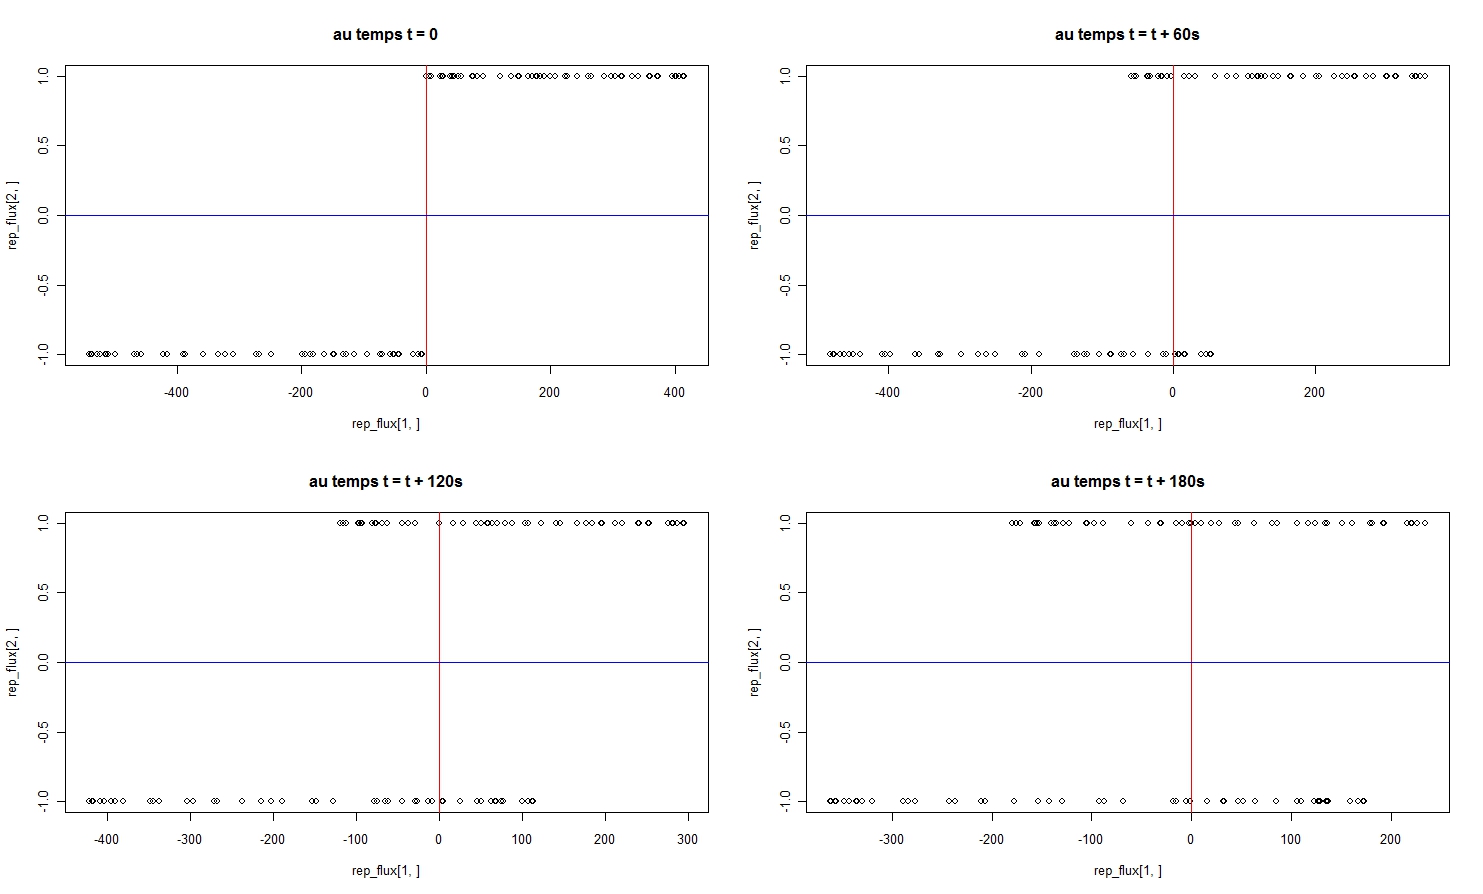 au temps t = 0
rep_flux[2, ]
1.0
0.5
0.0
-0.5
-1.0
-400 -200 0 200 400
rep_flux[1, ]
au temps t = t + 60s
rep_flux[2, ]
1.0
0.5
0.0
-0.5
-1.0
-400 -200 0 200
rep_flux[1, ]
au temps t = t + 120s
rep_flux[2, ]
1.0
0.5
0.0
-0.5
-1.0
-400 -300 -200 -100 0 100 200 300
rep_flux[1, ]
au temps t = t + 180s
rep_flux[2, ]
1.0
0.5
0.0
-0.5
-1.0
-300 -200 -100 0 100 200
rep_flux[1, ]